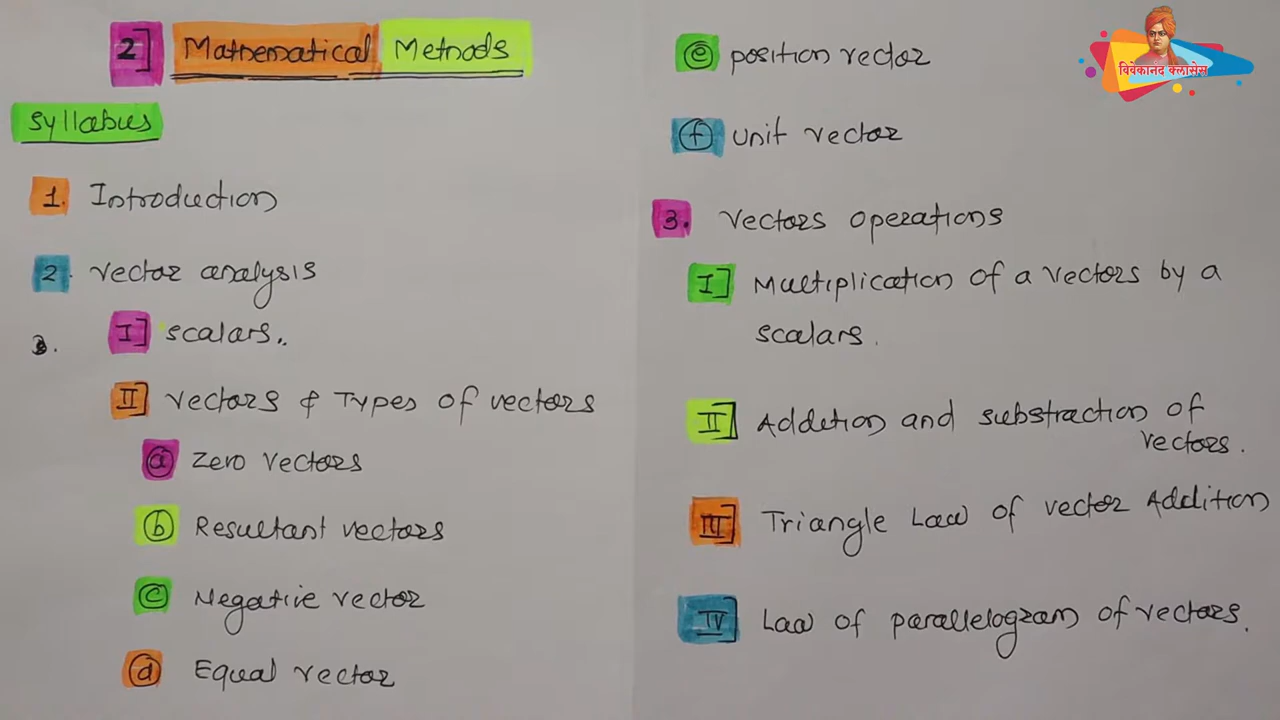 2] Mathematical Methods
Syllabus
1. Introduction
2. Vector analysis
3.
I] scalars..
II] Vectors & Types of vectors
(a) Zero vectors
(b) Resultant vectors
(c) Negative vector
(d) Equal vector
(e) position vector
(f) unit vector
3. Vectors operations
I] Multiplication of a vectors by a
scalars.
II] Addetion and substraction of
vectors.
III] Triangle Law of vector Addition
IV] Law of parallelogram of vectors.
विवेकानंद क्लासेस